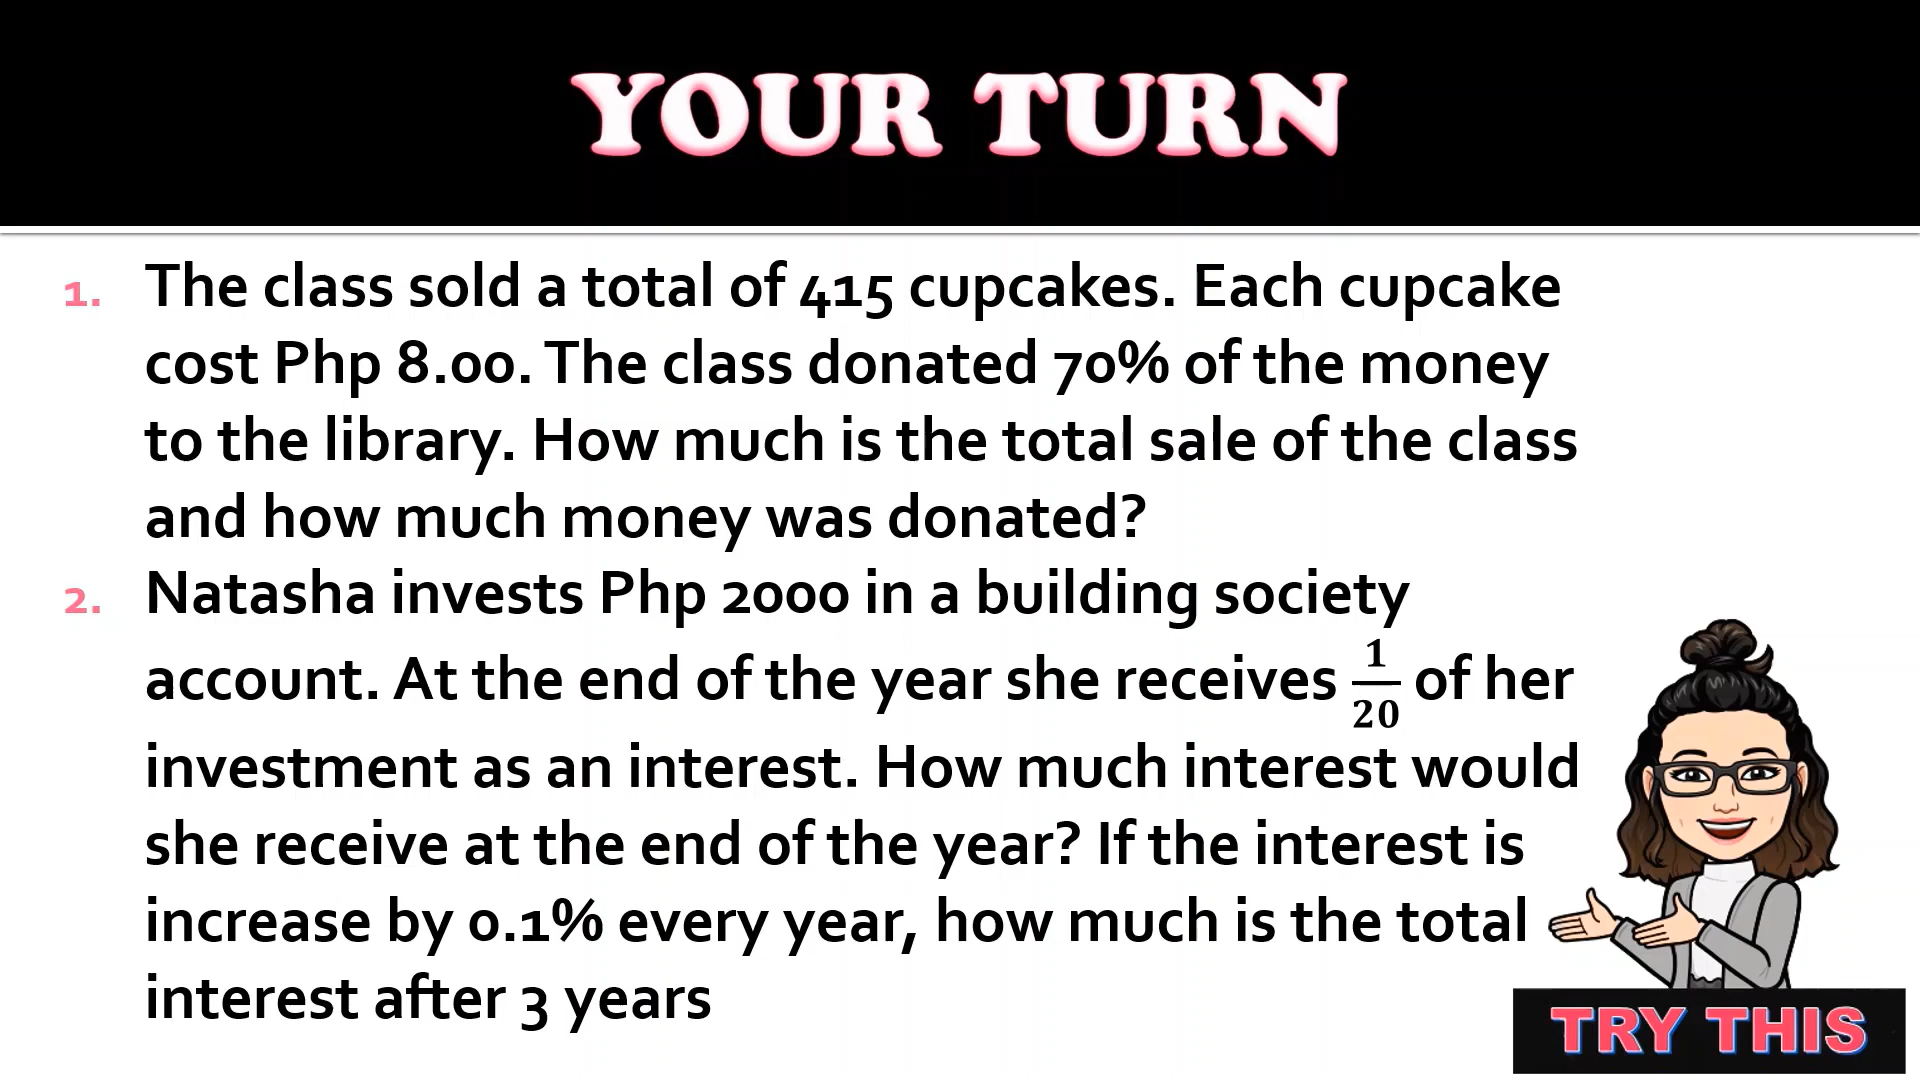 YOUR TURN
1. The class sold a total of 415 cupcakes. Each cupcake
cost Php 8.00. The class donated 70% of the money
to the library. How much is the total sale of the class
and how much money was donated?
2. Natasha invests Php 2000 in a building society
account. At the end of the year she receives 1/20 of her
investment as an interest. How much interest would
she receive at the end of the year? If the interest is
increase by 0.1% every year, how much is the total
interest after 3 years
TRY THIS